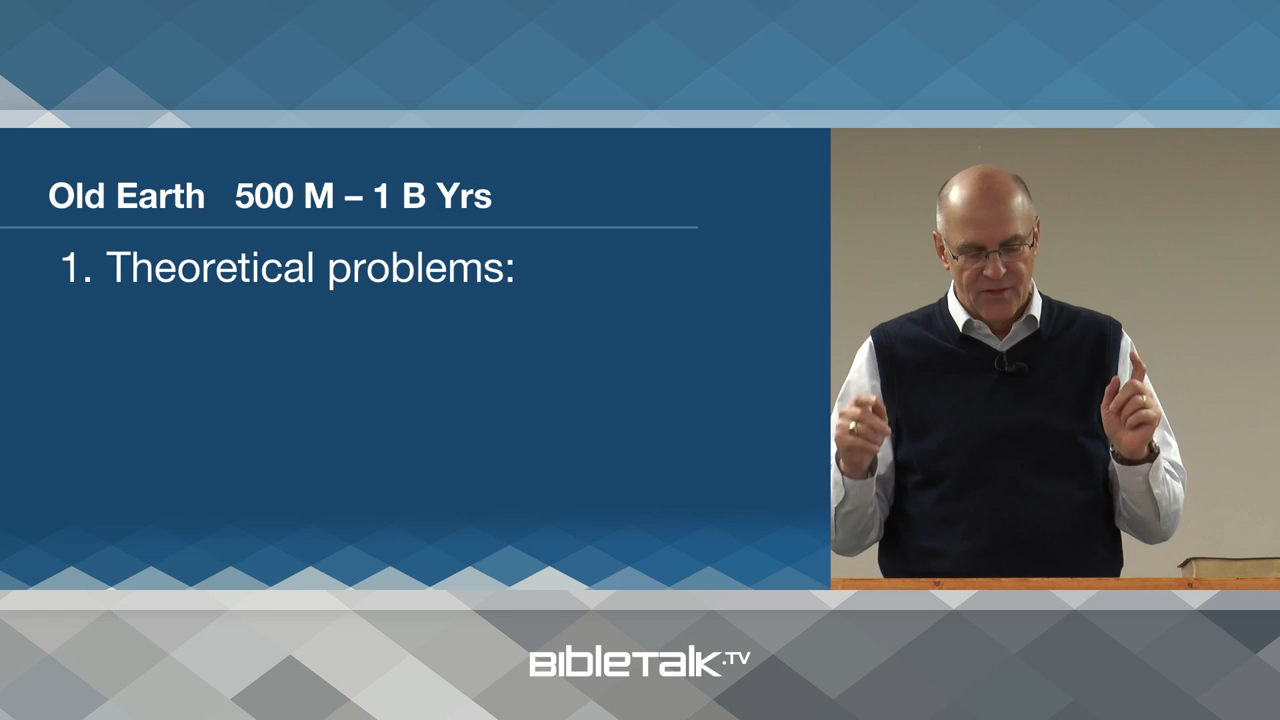 Old Earth 500 M – 1 B Yrs
1. Theoretical problems:
BIBLETALK.TV